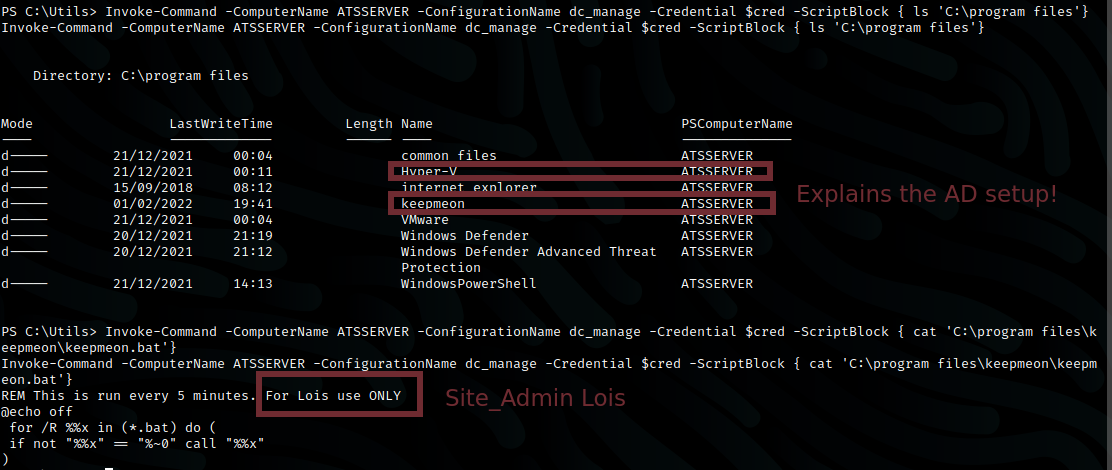 PS C:\Utils> Invoke-Command -ComputerName ATSSERVER -ConfigurationName dc_manage -Credential $cred -ScriptBlock { ls 'C:\program files'}
Invoke-Command -ComputerName ATSSERVER -ConfigurationName dc_manage -Credential $cred -ScriptBlock { ls 'C:\program files'}
Directory: C:\program files
Mode LastWriteTime Length Name PSComputerName
---- ------------- ------ ---- --------------
d----- 21/12/2021 00:04 common files ATSSERVER
d----- 21/12/2021 00:11 Hyper-V ATSSERVER
d----- 15/09/2018 08:12 internet explorer ATSSERVER
d----- 01/02/2022 19:41 keepmeon ATSSERVER
Explains the AD setup!
d----- 21/12/2021 00:04 VMware ATSSERVER
d----- 20/12/2021 21:19 Windows Defender ATSSERVER
d----- 20/12/2021 21:12 Windows Defender Advanced Threat ATSSERVER
Protection
d----- 21/12/2021 14:13 WindowsPowerShell ATSSERVER
PS C:\Utils> Invoke-Command -ComputerName ATSSERVER -ConfigurationName dc_manage -Credential $cred -ScriptBlock { cat 'C:\program files\k
eepmeon\keepmeon.bat'}
Invoke-Command -ComputerName ATSSERVER -ConfigurationName dc_manage -Credential $cred -ScriptBlock { cat 'C:\program files\keepmeon\keepm
eon.bat'}
REM This is run every 5 minutes. For Lois use ONLY
Site_Admin Lois
@echo off
for /R %%x in (*.bat) do (
if not "%%x" == "%~0" call "%%x"
)